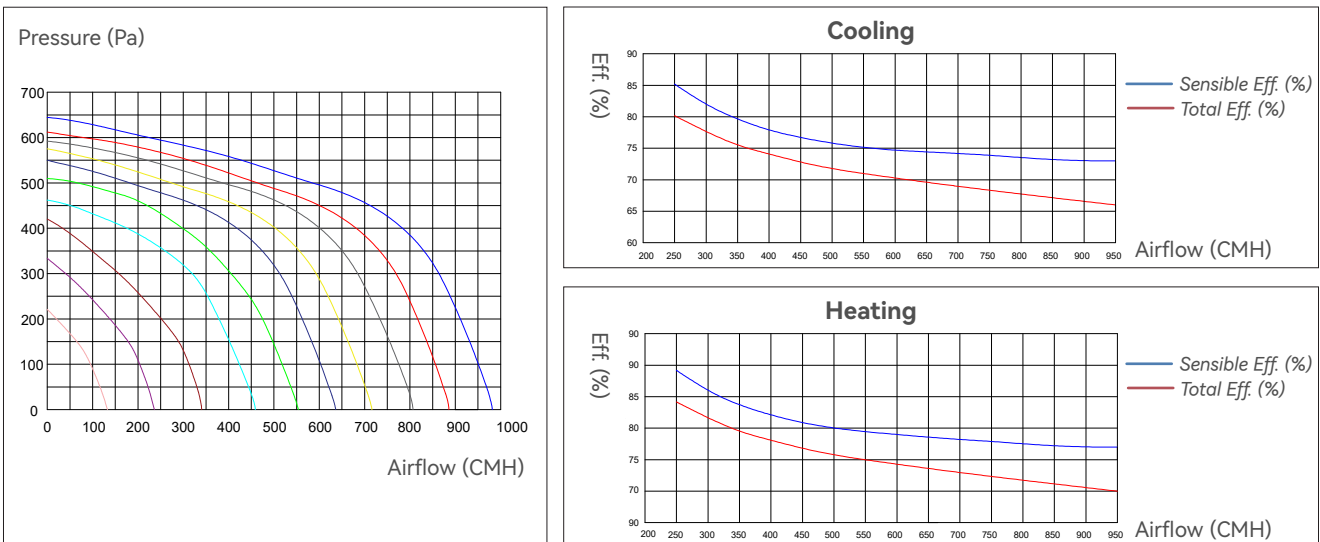 Pressure (Pa)
700
600
500
400
300
200
100
0
0 100 200 300 400 500 600 700 800 900 1000
Airflow (CMH)
Cooling
Eff. (%)
90
85
80
75
70
65
60
200 250 300 350 400 450 500 550 600 650 700 750 800 850 900 950
Airflow (CMH)
Sensible Eff. (%)
Total Eff. (%)
Heating
Eff. (%)
90
90
85
80
75
70
90
200 250 300 350 400 450 500 550 600 650 700 750 800 850 900 950
Airflow (CMH)
Sensible Eff. (%)
Total Eff. (%)